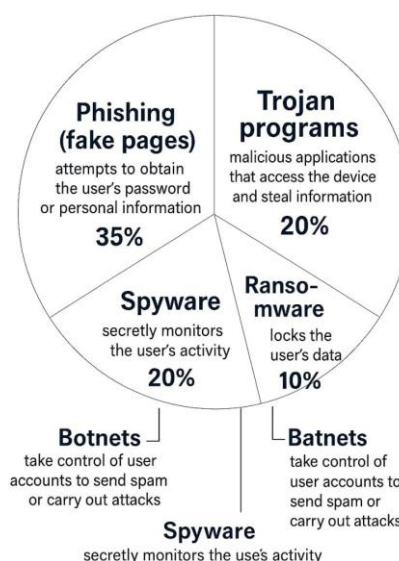 Phishing
(fake pages)
attempts to obtain
the user's password
or personal information
35%
Trojan
programs
malicious applications
that access the device
and steal information
20%
Spyware
secretly monitors
the user's activity
20%
Ranso-
mware
locks the
user's data
10%
Botnets
take control of user
accounts to send spam
or carry out attacks
Batnets
take control of
user accounts to
send spam or
carry out attacks
Spyware
secretly monitors the use's activity